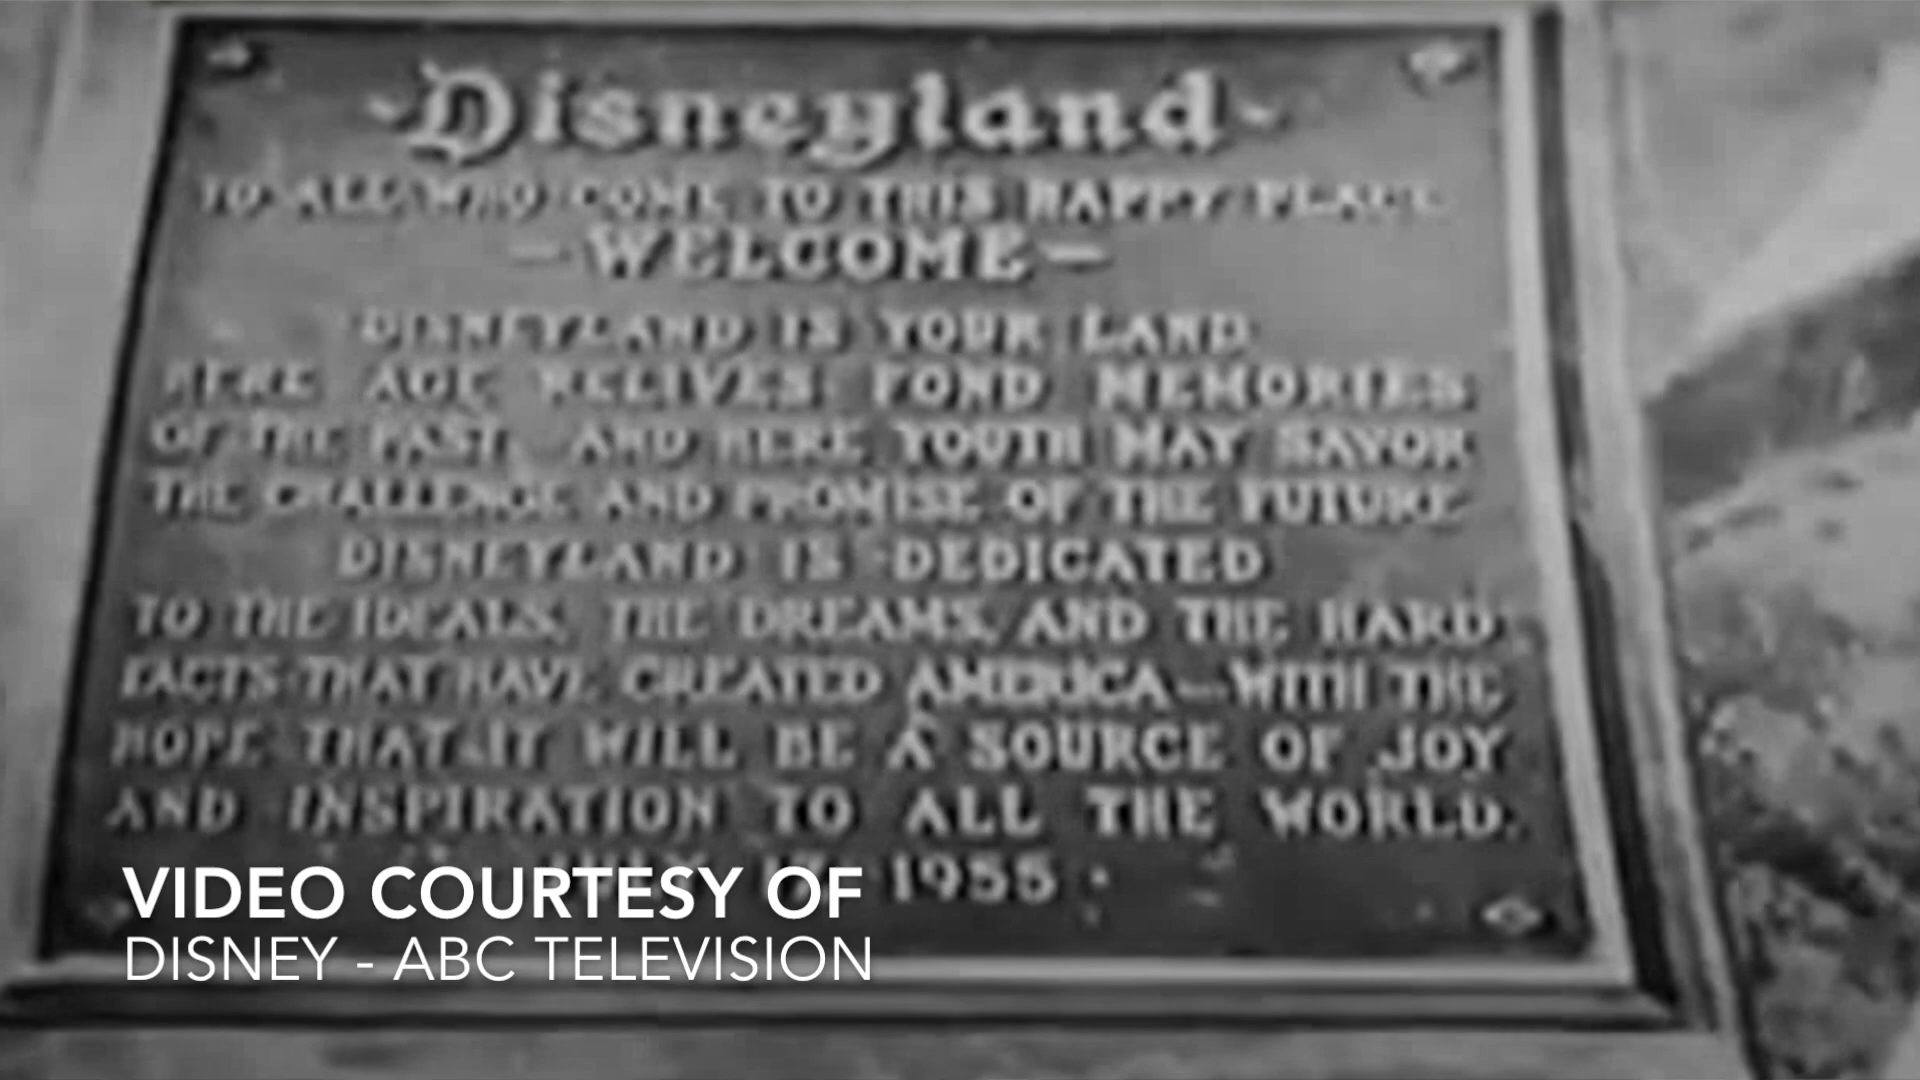 Disneyland
TO ALL WHO COME TO THIS HAPPY PLACE
- WELCOME -
DISNEYLAND IS YOUR LAND
HERE AGE RELIVES FOND MEMORIES
OF THE PAST AND HERE YOUTH MAY SAVOR
THE CHALLENGE AND PROMISE OF THE FUTURE
DISNEYLAND IS DEDICATED
TO THE IDEALS, THE DREAMS, AND THE HARD
FACTS THAT HAVE CREATED AMERICA—WITH THE
HOPE THAT IT WILL BE A SOURCE OF JOY
AND INSPIRATION TO ALL THE WORLD.
JULY 17 1955
VIDEO COURTESY OF
DISNEY - ABC TELEVISION